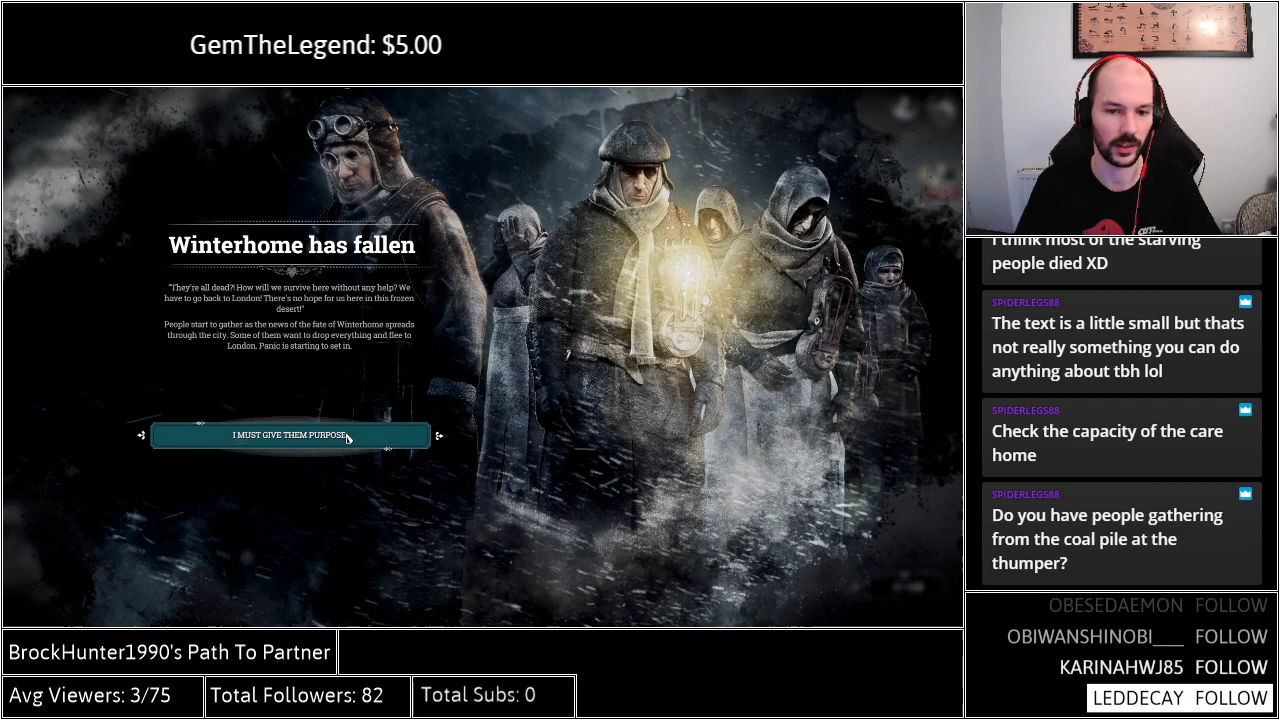 GemTheLegend: $5.00
Winterhome has fallen
"They're all dead?! How will we survive here without any help? We
have to go back to London! There's no hope for us here in this frozen
desert!"
People start to gather as the news of the fate of Winterhome spreads
through the city. Some of them want to drop everything and flee to
London. Panic is starting to set in.
I MUST GIVE THEM PURPOSE
I think most of the starving
people died XD
SPIDERLEGS88
The text is a little small but thats
not really something you can do
anything about tbh lol
SPIDERLEGS88
Check the capacity of the care
home
SPIDERLEGS88
Do you have people gathering
from the coal pile at the
thumper?
OBESEDAEMON FOLLOW
OBIWANSHINOBI___ FOLLOW
KARINAHWJ85 FOLLOW
LEDDECAY FOLLOW
BrockHunter1990's Path To Partner
Avg Viewers: 3/75
Total Followers: 82
Total Subs: 0